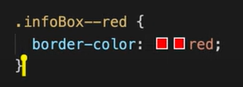 .infoBox--red {
border-color: red;
}